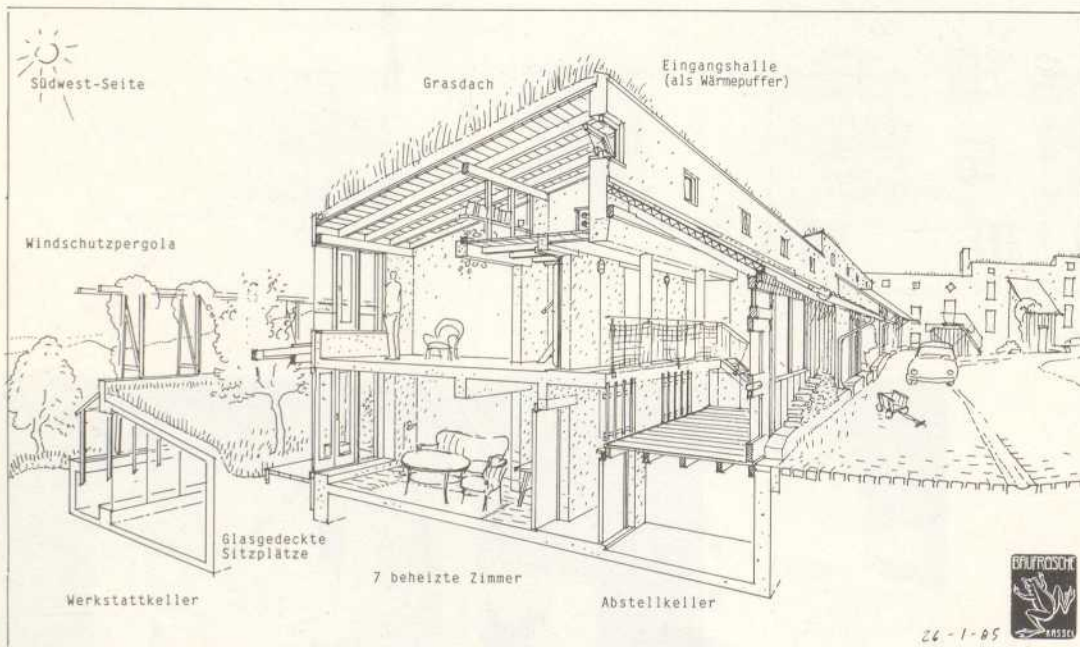 Südwest-Seite
Grasdach
Eingangshalle
(als Wärmepuffer)
Windschutzpergola
Glasgedeckte
Sitzplätze
7 beheizte Zimmer
Werkstattkeller
Abstellkeller
26-1-85
BAUFRÖSCHE
KASSEL